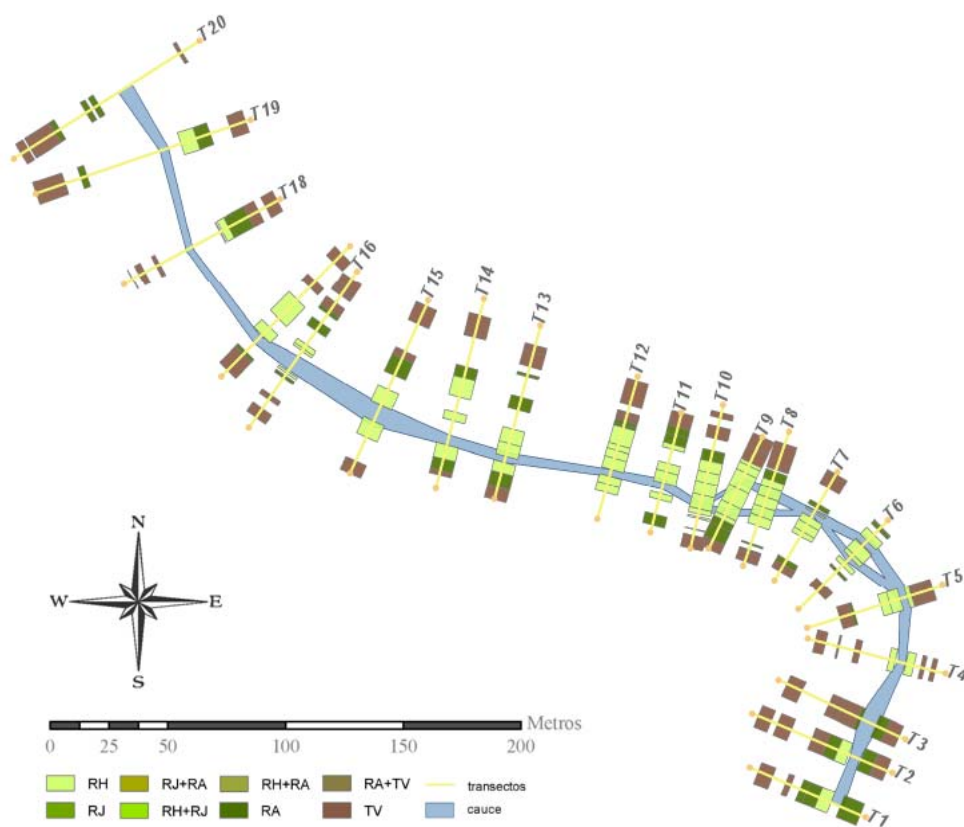 T20
T19
T18
T16
T15
T14
T13
T12
T11
T10
T9
T8
T7
T6
T5
T4
T3
T2
T1
N
W E
S
Metros
0 25 50 100 150 200
RH RJ+RA RH+RA RA+TV transectos
RJ RH+RJ RA TV cauce